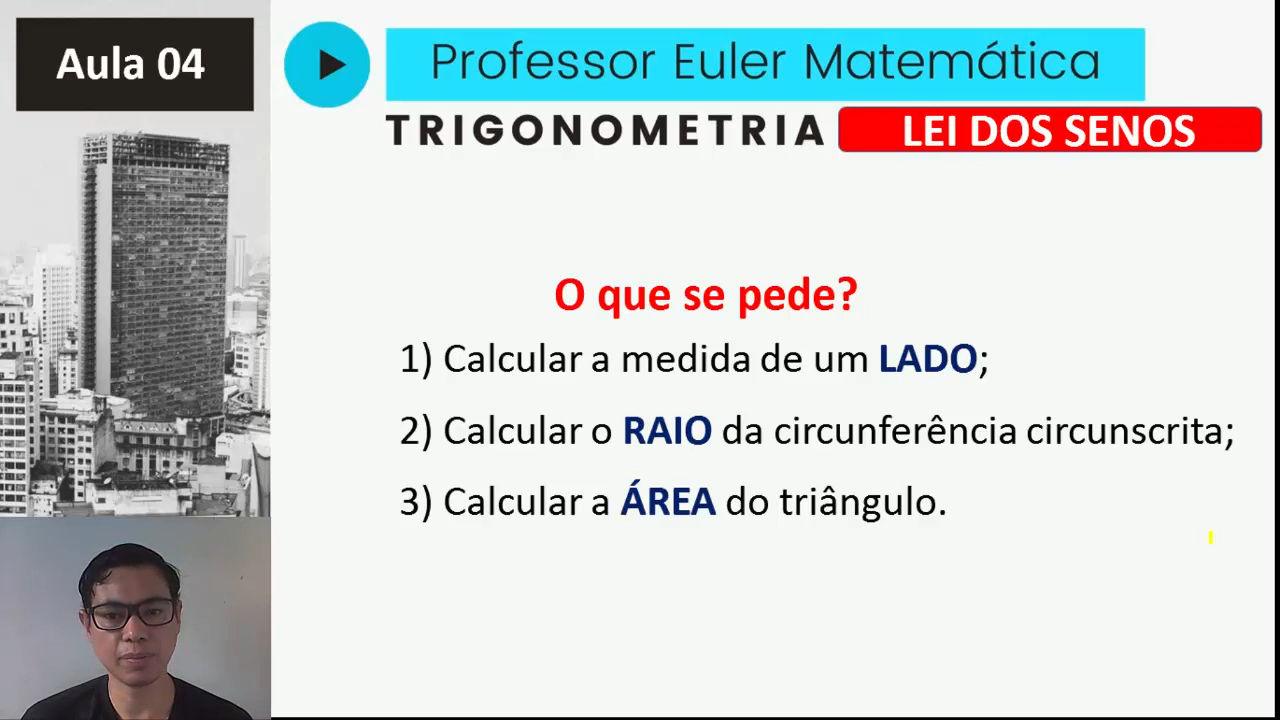 Aula 04
Professor Euler Matemática
TRIGONOMETRIA LEI DOS SENOS
O que se pede?
1) Calcular a medida de um LADO;
2) Calcular o RAIO da circunferência circunscrita;
3) Calcular a ÁREA do triângulo.